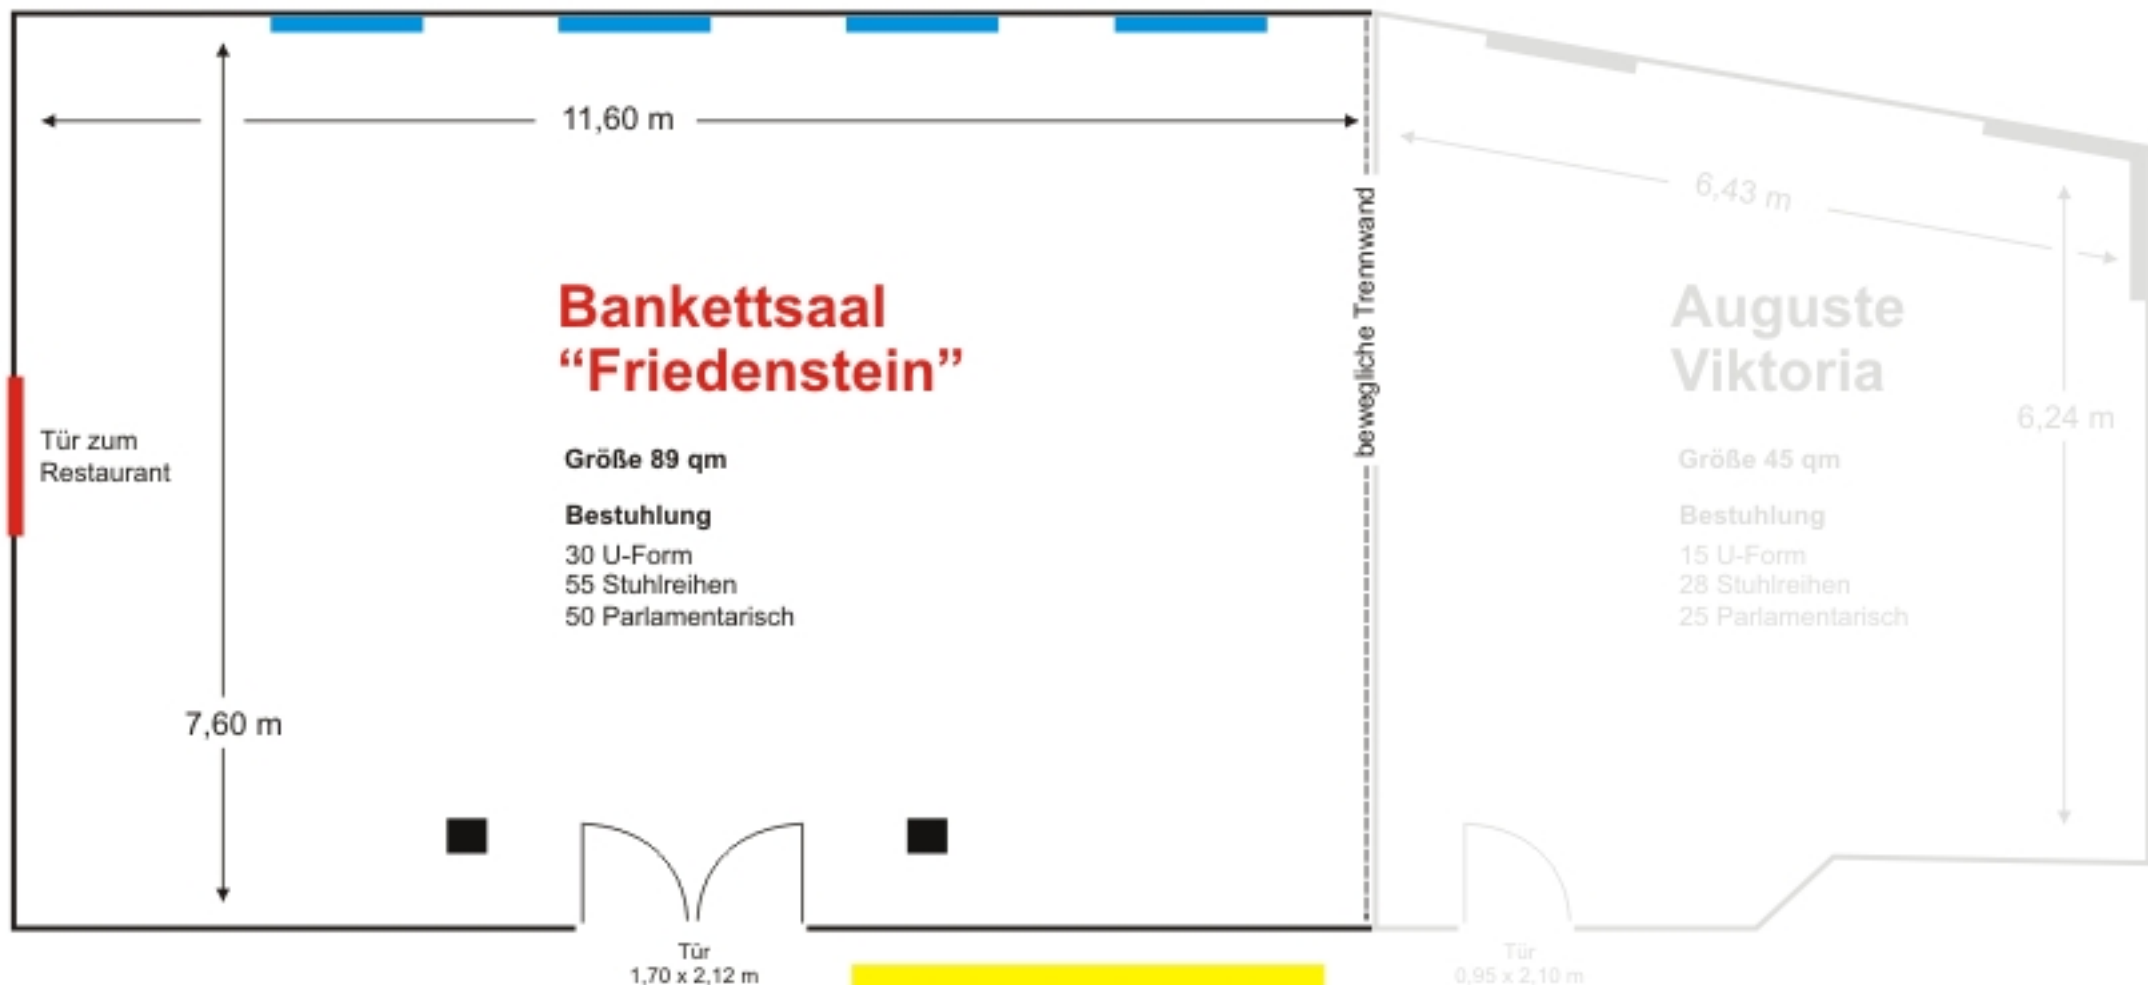 11,60 m
6,43 m
bewegliche Trennwand
Bankettsaal
“Friedenstein”
Auguste
Viktoria
6,24 m
Tür zum
Restaurant
Größe 89 qm
Bestuhlung
30 U-Form
55 Stuhlreihen
50 Parlamentarisch
Größe 45 qm
Bestuhlung
15 U-Form
28 Stuhlreihen
25 Parlamentarisch
7,60 m
Tür
1,70 x 2,12 m
Tür
0,95 x 2,10 m